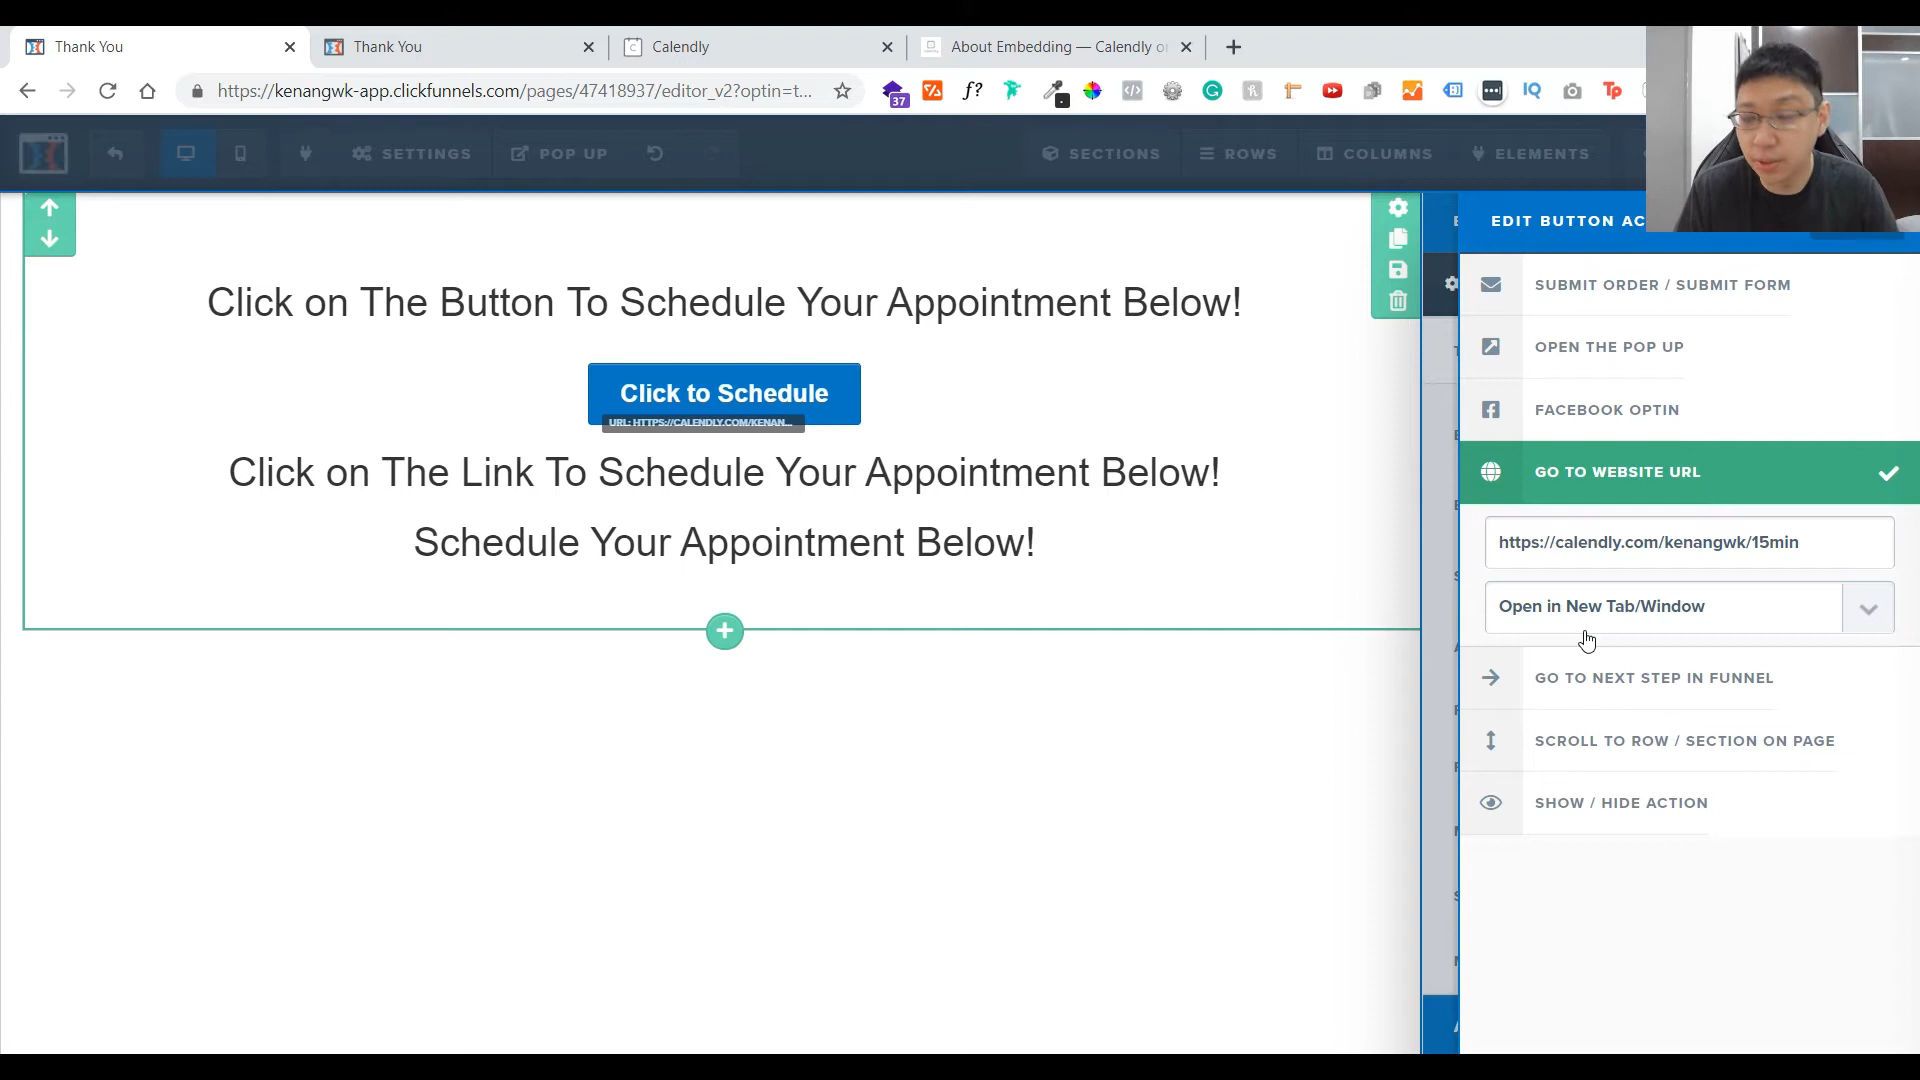 Thank You
Thank You
Calendly
About Embedding — Calendly
https://kenangwk-app.clickfunnels.com/pages/47418937/editor_v2?optin=t...
37
f?
IQ
Tp
SETTINGS
POP UP
SECTIONS
ROWS
COLUMNS
ELEMENTS
EDIT BUTTON AC
Click on The Button To Schedule Your Appointment Below!
Click to Schedule
URL: HTTPS://CALENDLY.COM/KENAN...
Click on The Link To Schedule Your Appointment Below!
Schedule Your Appointment Below!
SUBMIT ORDER / SUBMIT FORM
OPEN THE POP UP
FACEBOOK OPTIN
GO TO WEBSITE URL
https://calendly.com/kenangwk/15min
Open in New Tab/Window
GO TO NEXT STEP IN FUNNEL
SCROLL TO ROW / SECTION ON PAGE
SHOW / HIDE ACTION